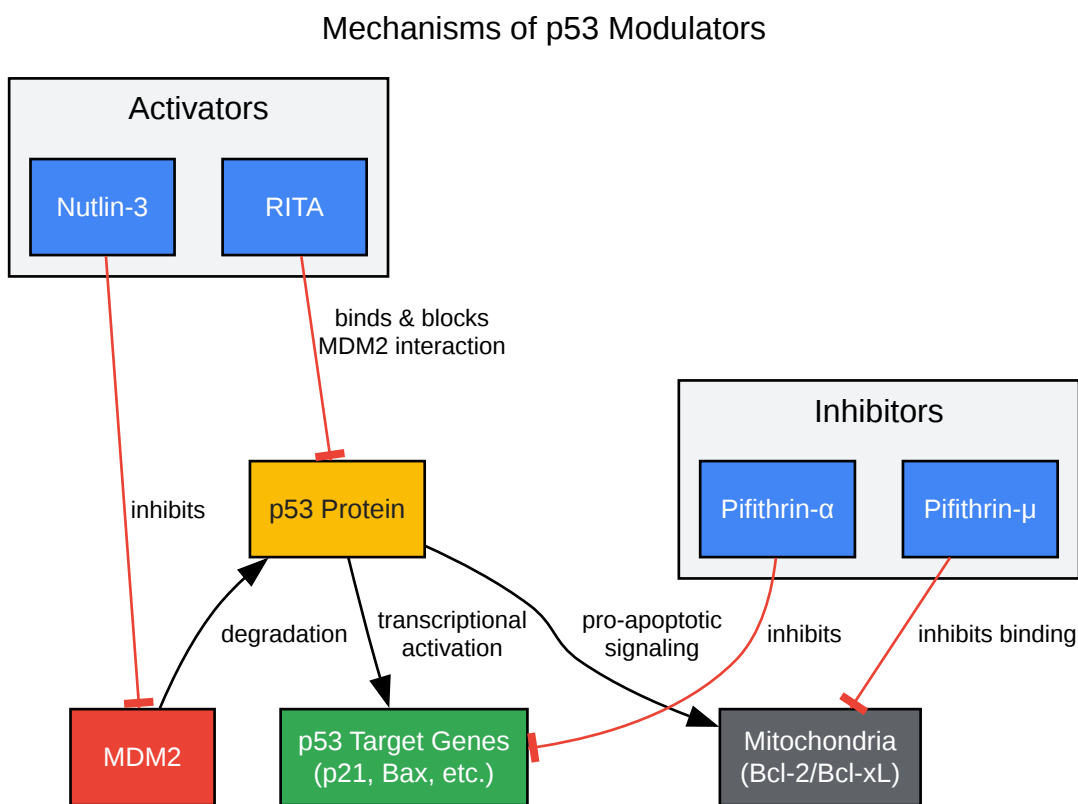 Mechanisms of p53 Modulators
Activators
Nutlin-3
RITA
binds & blocks
MDM2 interaction
Inhibitors
p53 Protein
Pifithrin-α
Pifithrin-μ
inhibits
degradation
transcriptional
activation
pro-apoptotic
signaling
inhibits
inhibits binding
MDM2
p53 Target Genes
(p21, Bax, etc.)
Mitochondria
(Bcl-2/Bcl-xL)